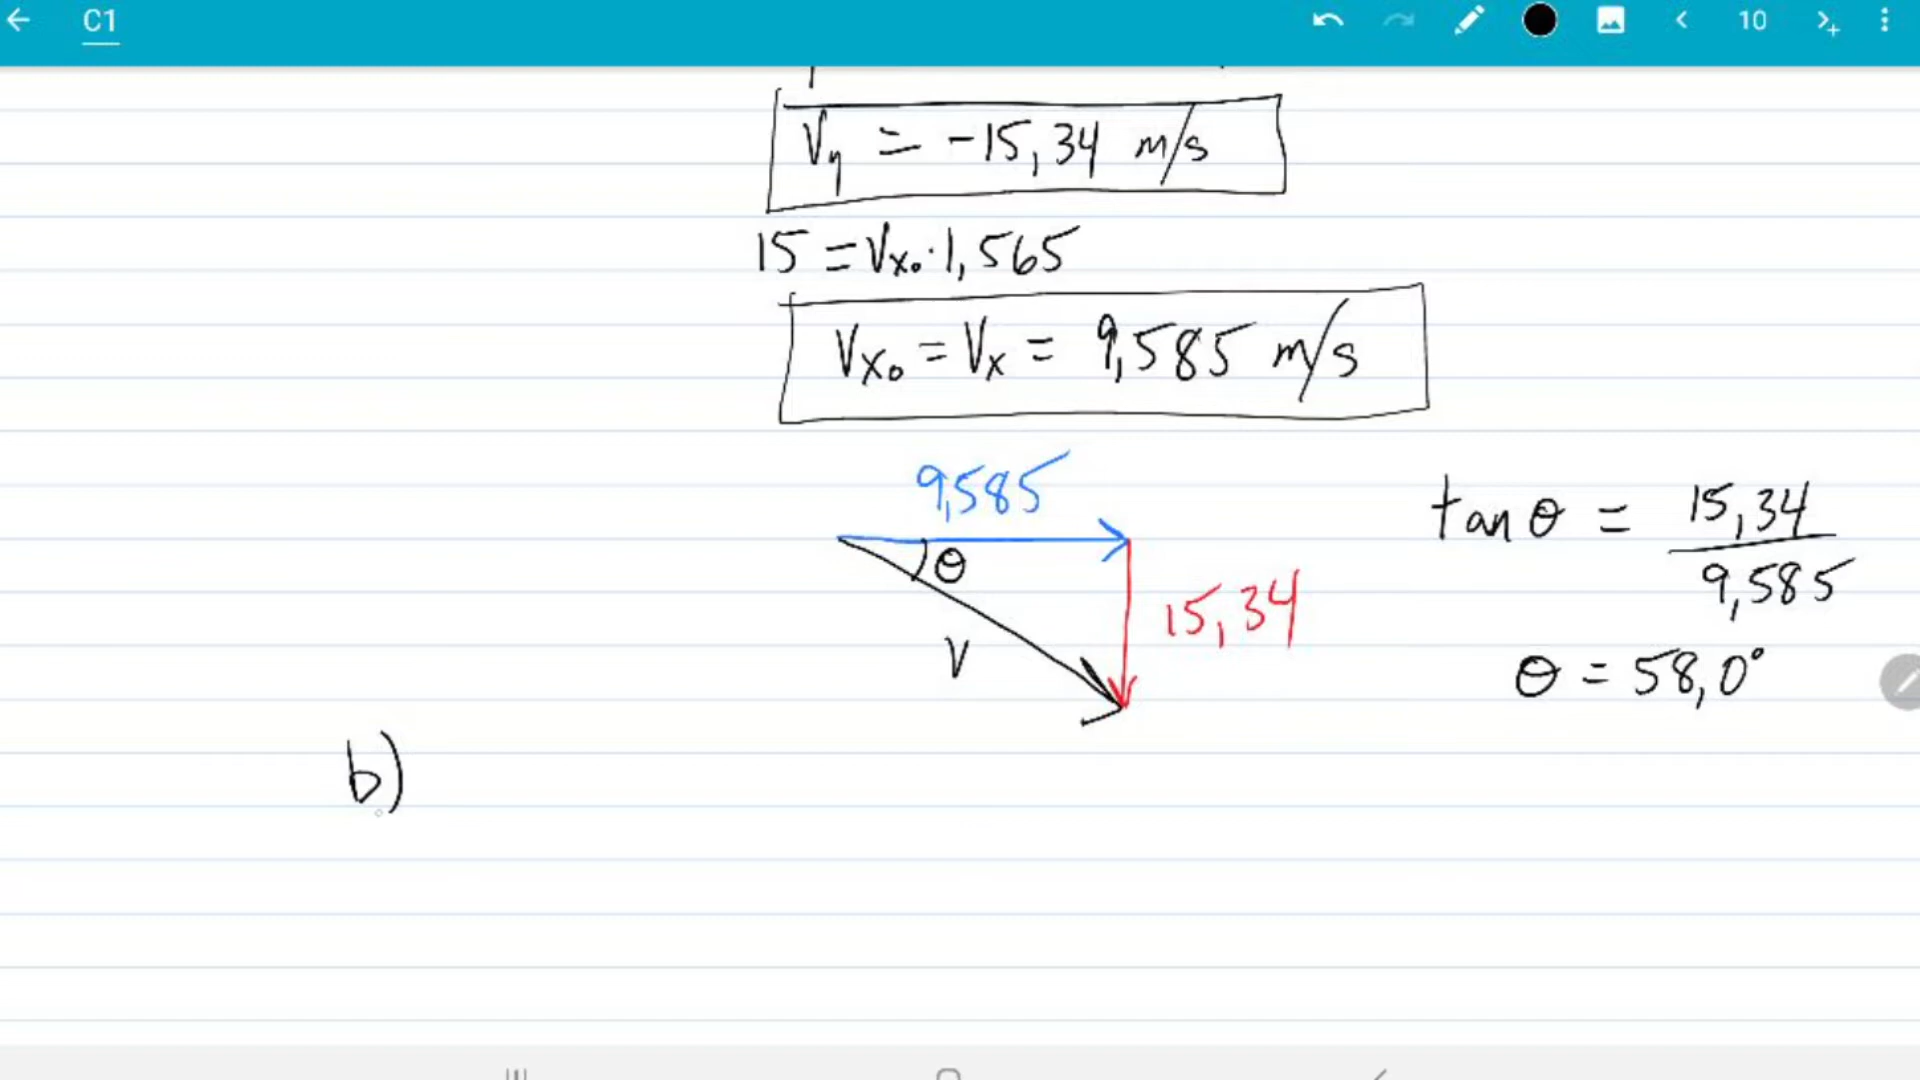 C1
10
Vy = -15,34 m/s
15 = Vx₀ · 1,565
Vx₀ = Vx = 9,585 m/s
9,585
tan θ = 15,34 / 9,585
θ
15,34
V
θ = 58,0°
b)